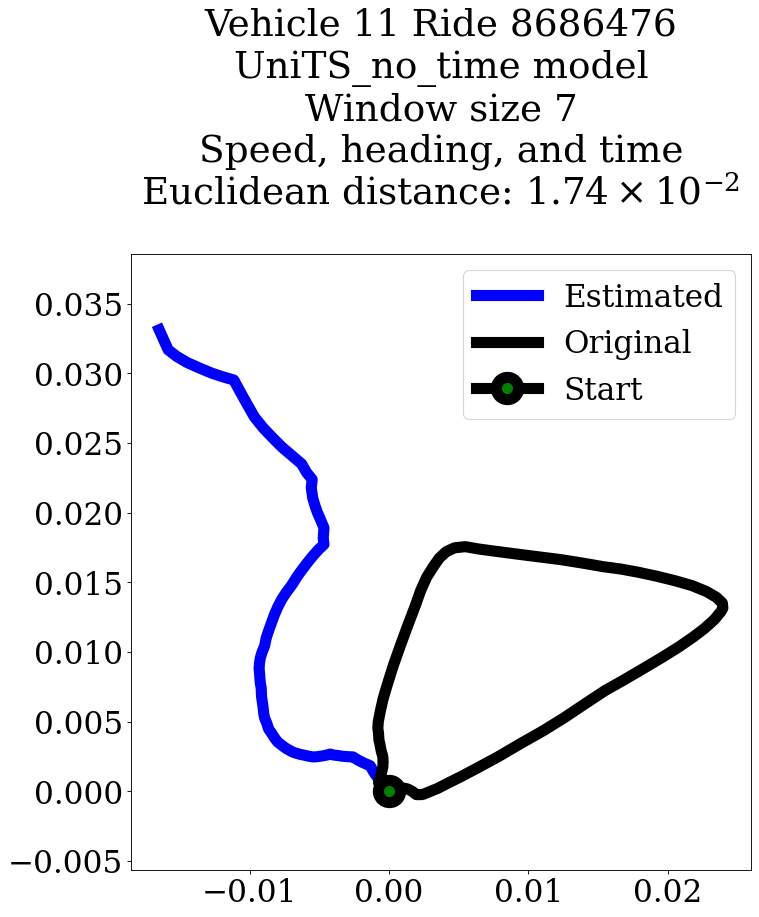 Vehicle 11 Ride 8686476
UniTS_no_time model
Window size 7
Speed, heading, and time
Euclidean distance: 1.74 × 10⁻²
Estimated
Original
Start
0.035
0.030
0.025
0.020
0.015
0.010
0.005
0.000
−0.005
−0.01 0.00 0.01 0.02